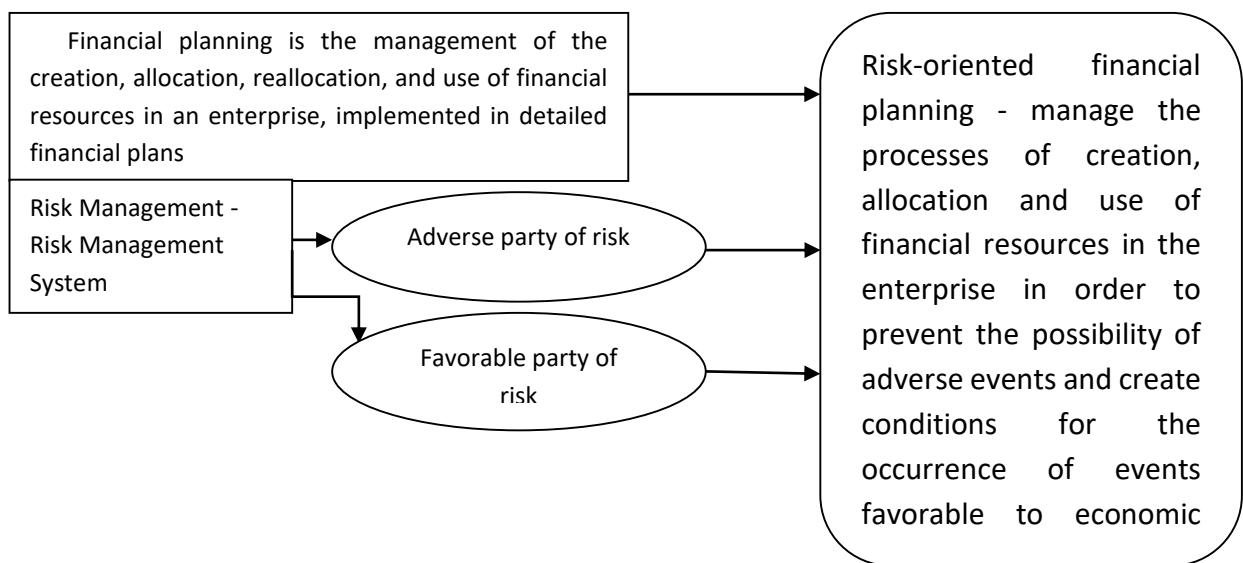 Financial planning is the management of the
creation, allocation, reallocation, and use of financial
resources in an enterprise, implemented in detailed
financial plans
Risk Management -
Risk Management
System
Adverse party of risk
Favorable party of
risk
Risk-oriented financial
planning - manage the
processes of creation,
allocation and use of
financial resources in the
enterprise in order to
prevent the possibility of
adverse events and create
conditions for the
occurrence of events
favorable to economic